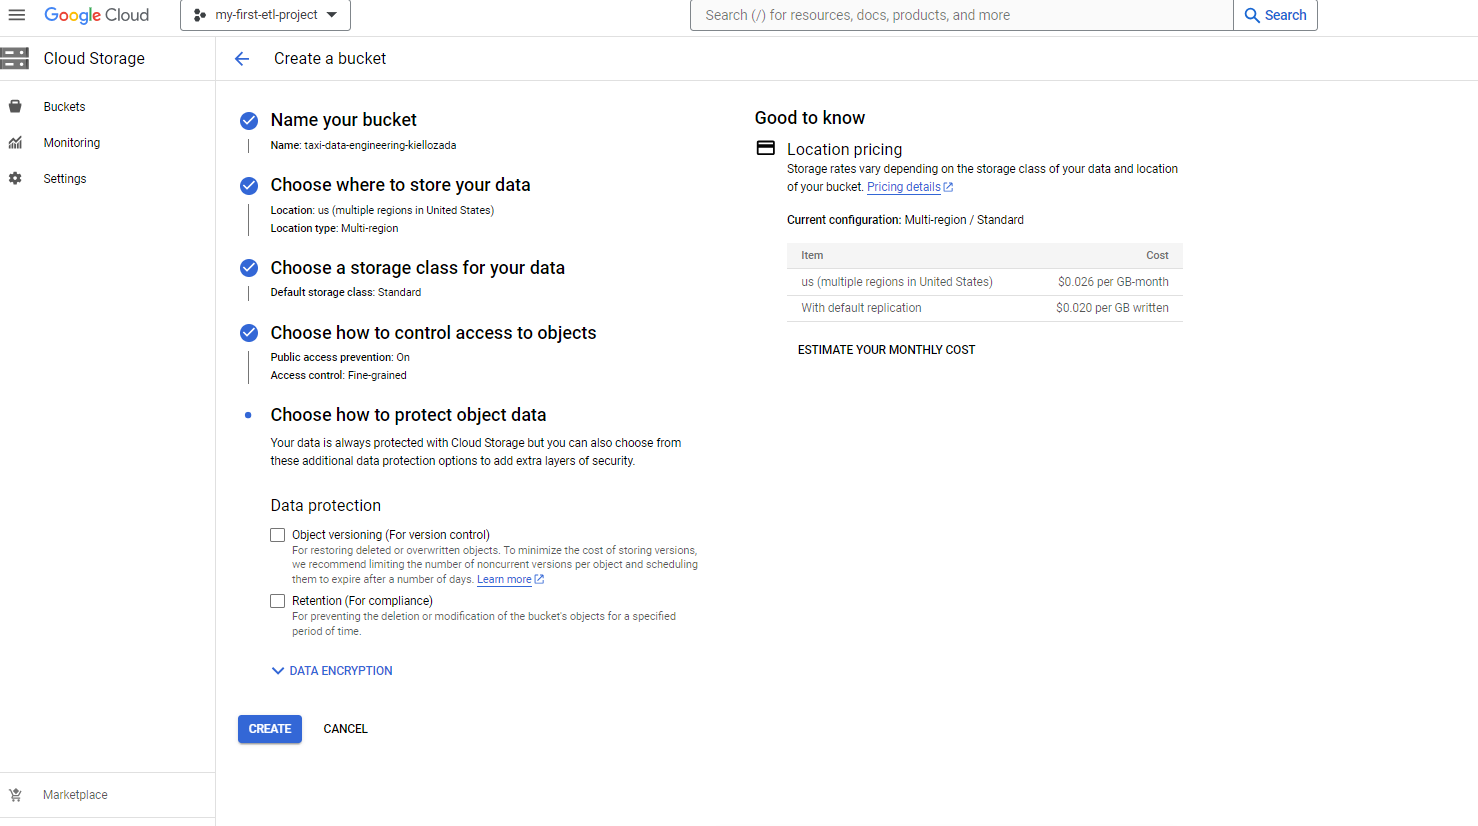 Google Cloud
my-first-etl-project
Search (/) for resources, docs, products, and more
Search
Cloud Storage
Create a bucket
Buckets
Monitoring
Settings
Marketplace
Name your bucket
Name: taxi-data-engineering-kiellozada
Choose where to store your data
Location: us (multiple regions in United States)
Location type: Multi-region
Choose a storage class for your data
Default storage class: Standard
Choose how to control access to objects
Public access prevention: On
Access control: Fine-grained
Choose how to protect object data
Your data is always protected with Cloud Storage but you can also choose from
these additional data protection options to add extra layers of security.
Data protection
Object versioning (For version control)
For restoring deleted or overwritten objects. To minimize the cost of storing versions,
we recommend limiting the number of noncurrent versions per object and scheduling
them to expire after a number of days. Learn more
Retention (For compliance)
For preventing the deletion or modification of the bucket's objects for a specified
period of time.
DATA ENCRYPTION
CREATE
CANCEL
Good to know
Location pricing
Storage rates vary depending on the storage class of your data and location
of your bucket. Pricing details
Current configuration: Multi-region / Standard
Item Cost
us (multiple regions in United States) $0.026 per GB-month
With default replication $0.020 per GB written
ESTIMATE YOUR MONTHLY COST